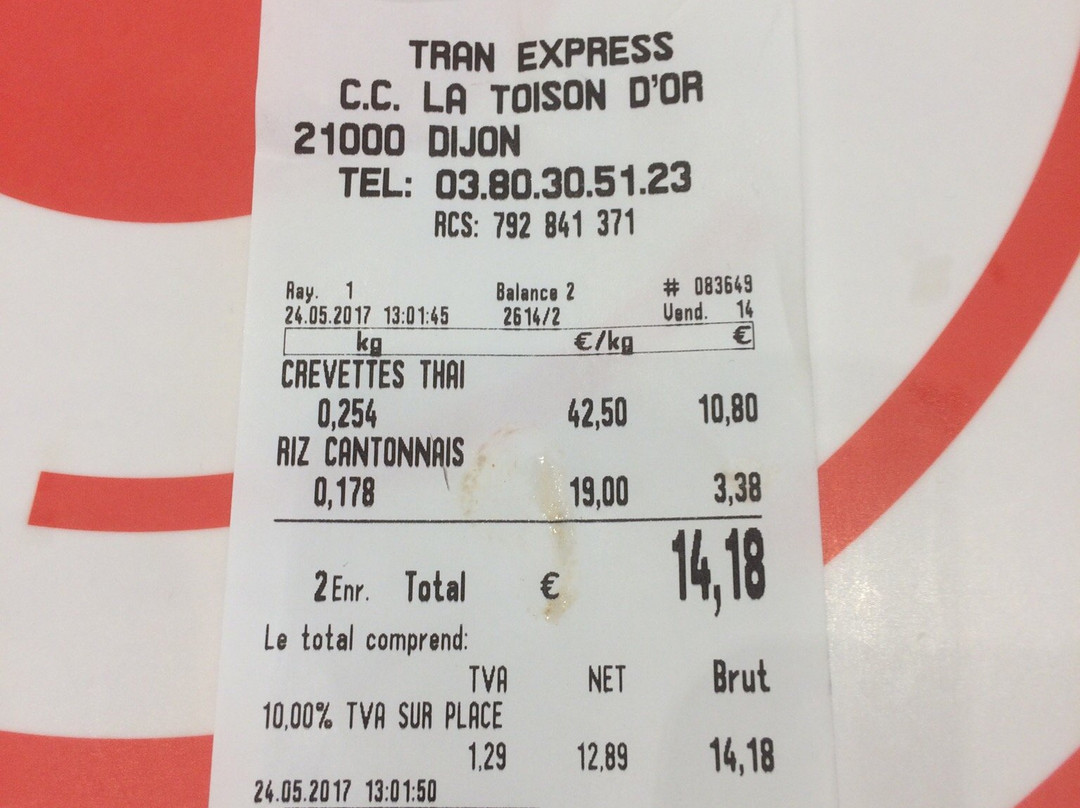 TRAN EXPRESS
C.C. LA TOISON D'OR
21000 DIJON
TEL: 03.80.30.51.23
RCS: 792 841 371
Ray. 1 Balance 2 # 083649
24.05.2017 13:01:45 2614/2 Vend. 14
kg €/kg €
CREVETTES THAI
0,254 42,50 10,80
RIZ CANTONNAIS
0,178 19,00 3,38
2 Enr. Total € 14,18
Le total comprend:
TVA NET Brut
10,00% TVA SUR PLACE
1,29 12,89 14,18
24.05.2017 13:01:50